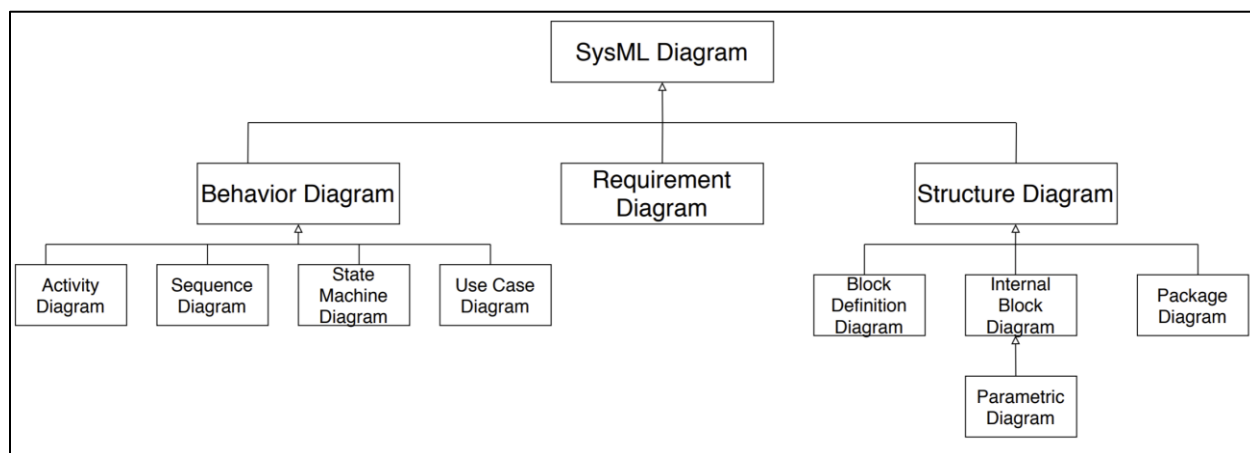 SysML Diagram
Behavior Diagram
Requirement
Diagram
Structure Diagram
Activity
Diagram
Sequence
Diagram
State
Machine
Diagram
Use Case
Diagram
Block
Definition
Diagram
Internal
Block
Diagram
Package
Diagram
Parametric
Diagram